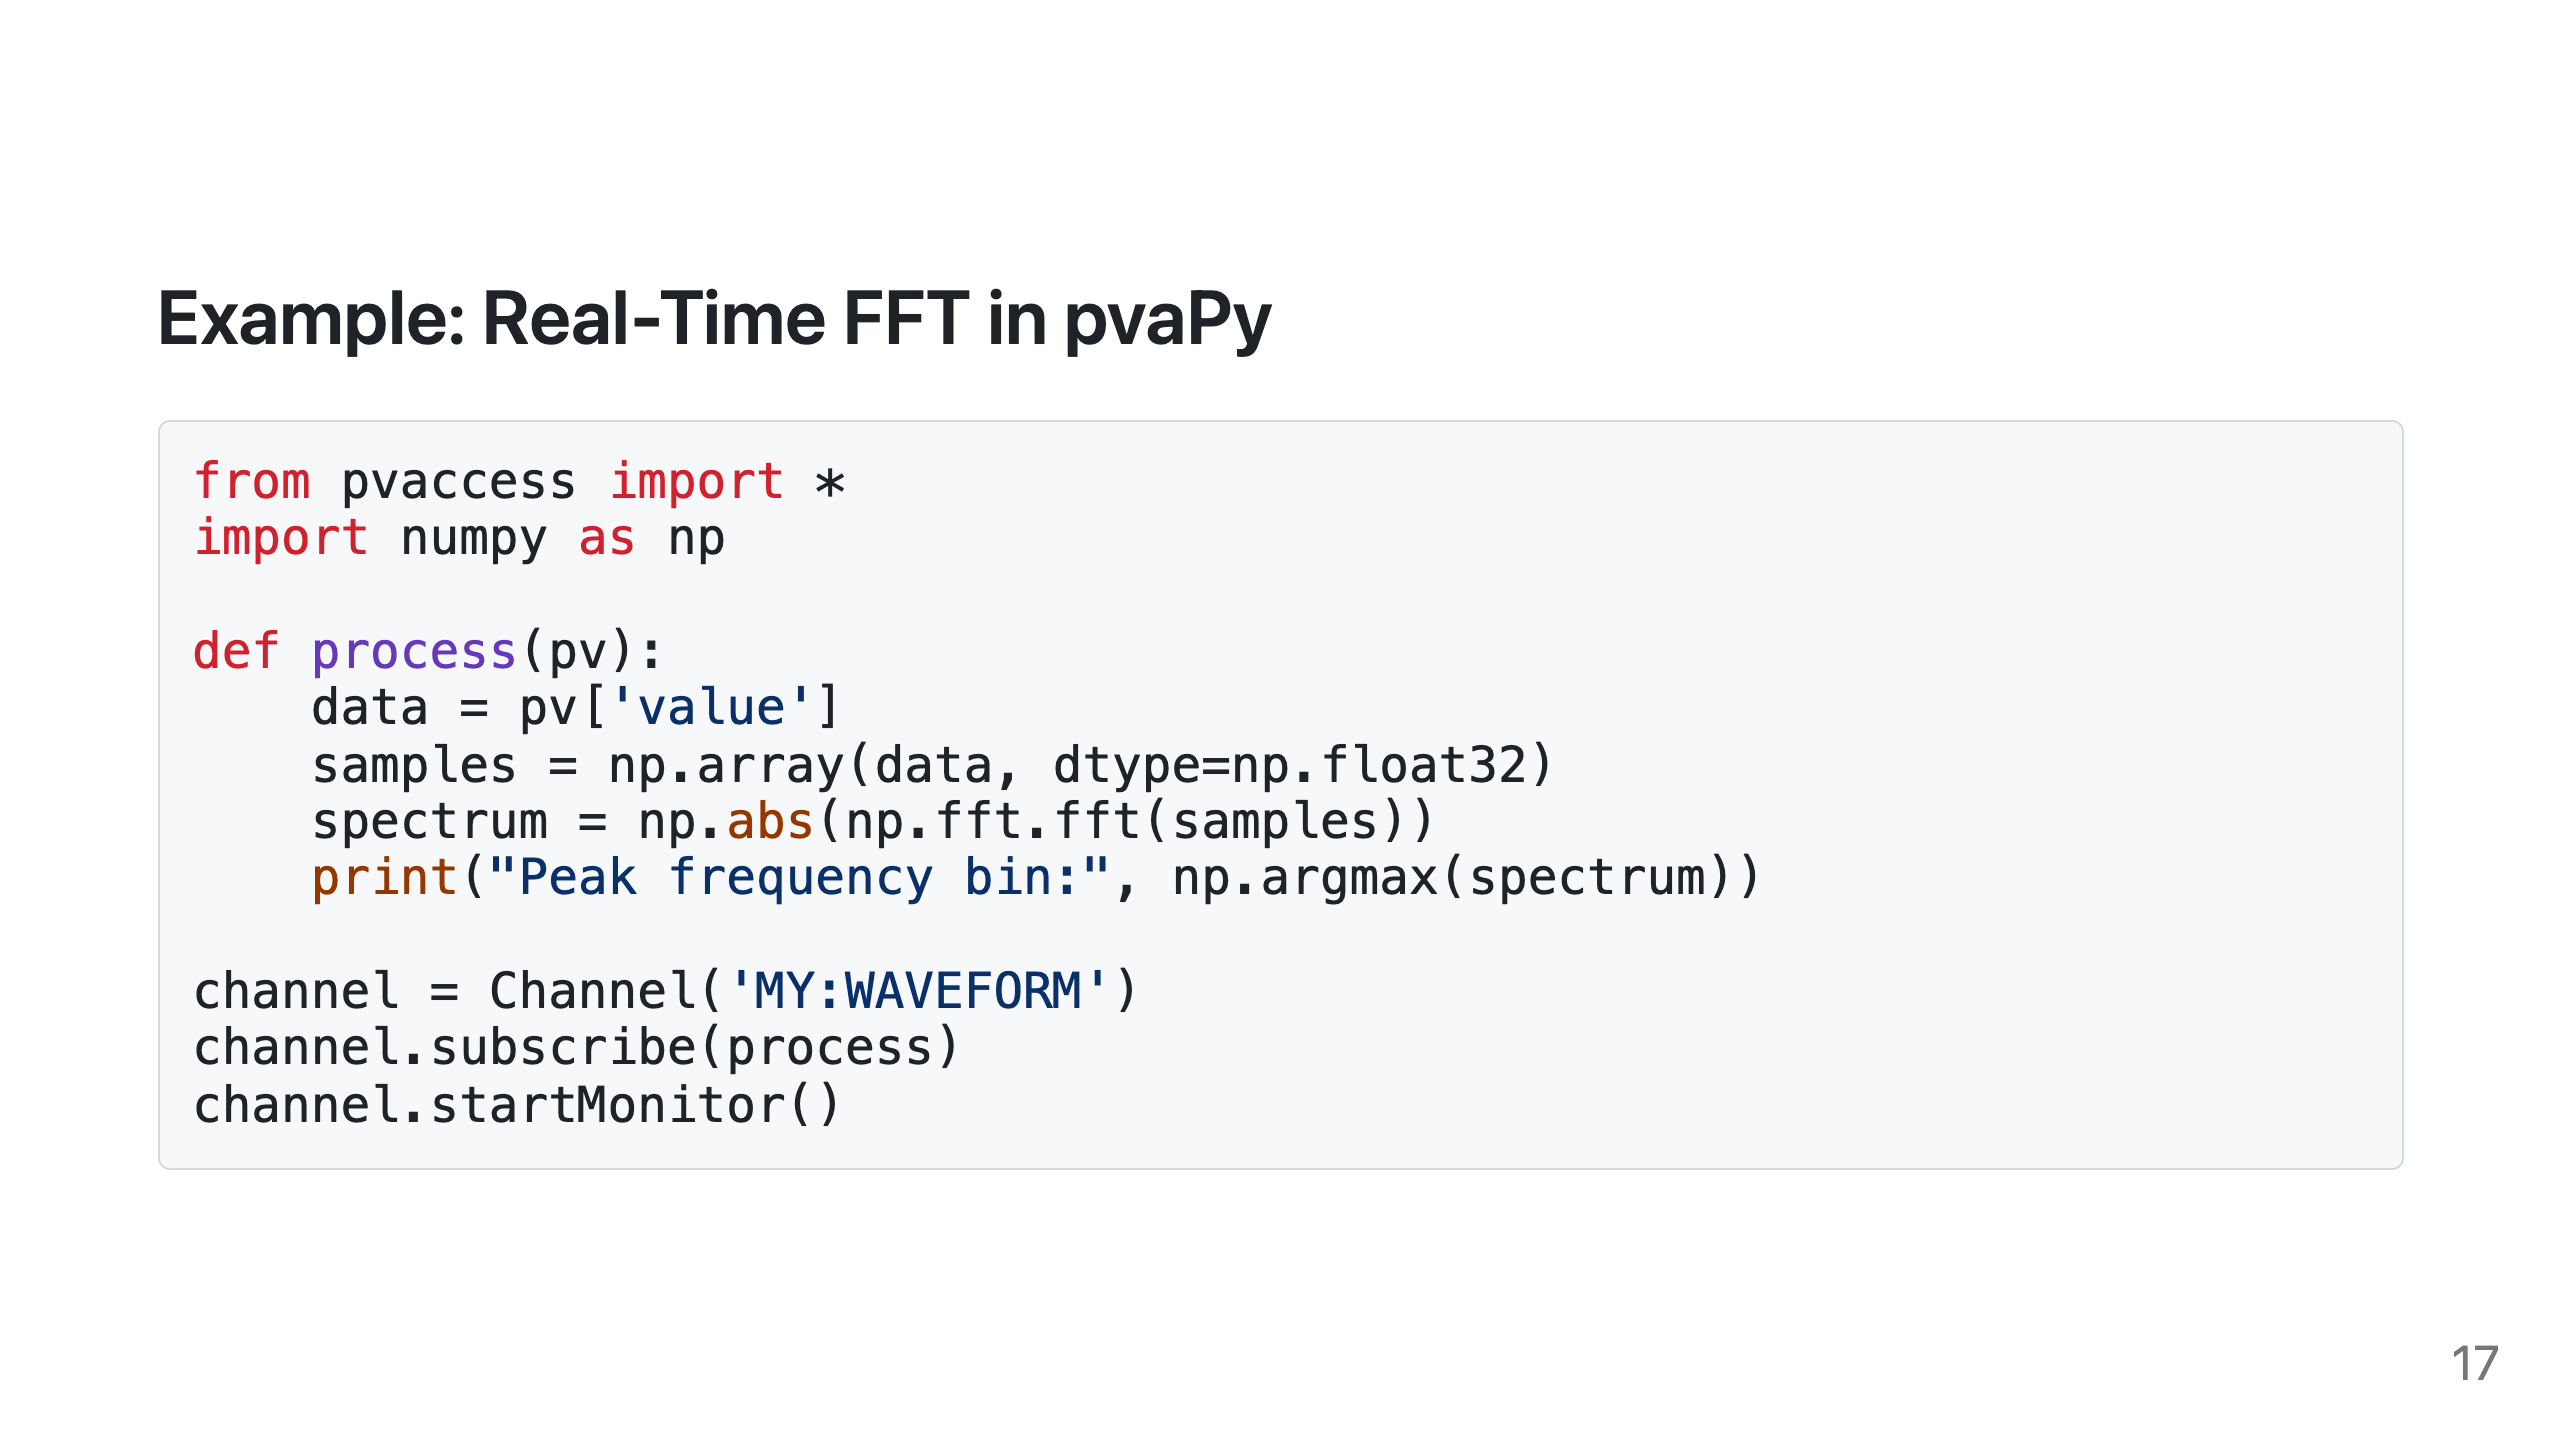 Example: Real-Time FFT in pvaPy
from pvaccess import *
import numpy as np
def process(pv):
    data = pv['value']
    samples = np.array(data, dtype=np.float32)
    spectrum = np.abs(np.fft.fft(samples))
    print("Peak frequency bin:", np.argmax(spectrum))
channel = Channel('MY:WAVEFORM')
channel.subscribe(process)
channel.startMonitor()
17